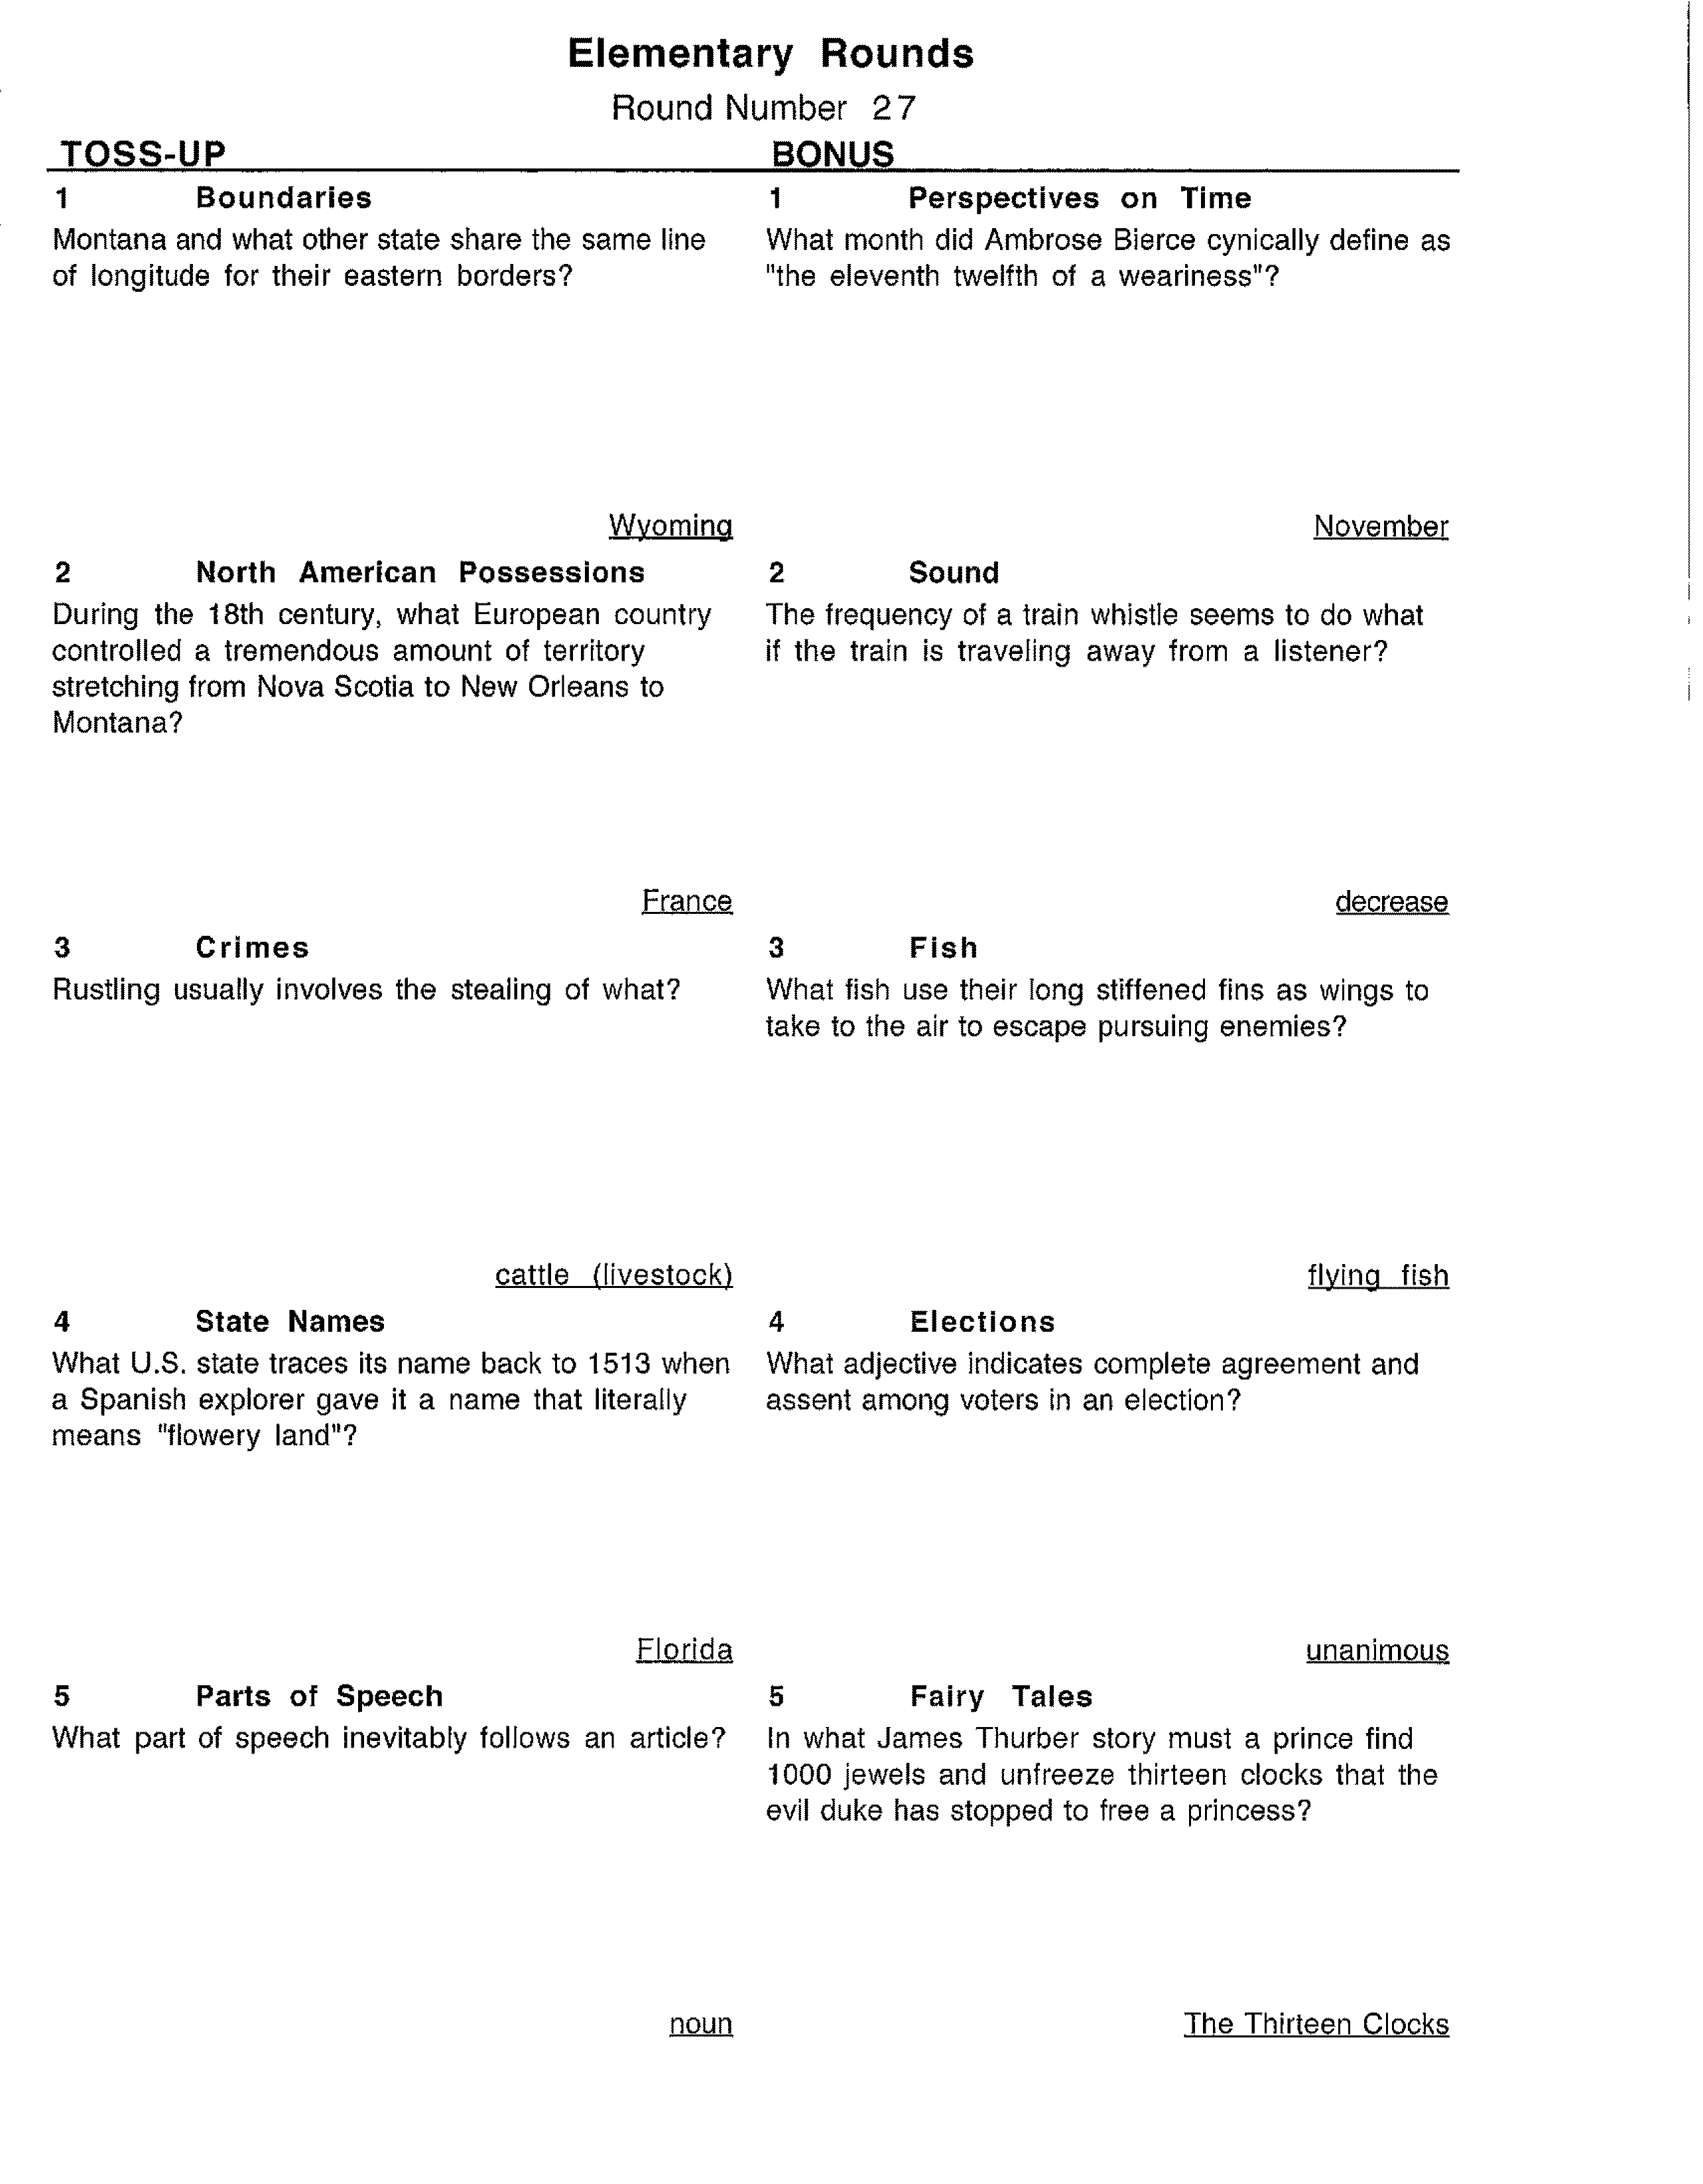 Elementary Rounds
Round Number 27
TOSS-UP
BONUS
1 Boundaries
Montana and what other state share the same line
of longitude for their eastern borders?
Wyoming
1 Perspectives on Time
What month did Ambrose Bierce cynically define as
"the eleventh twelfth of a weariness"?
November
2 North American Possessions
During the 18th century, what European country
controlled a tremendous amount of territory
stretching from Nova Scotia to New Orleans to
Montana?
France
2 Sound
The frequency of a train whistle seems to do what
if the train is traveling away from a listener?
decrease
3 Crimes
Rustling usually involves the stealing of what?
cattle (livestock)
3 Fish
What fish use their long stiffened fins as wings to
take to the air to escape pursuing enemies?
flying fish
4 State Names
What U.S. state traces its name back to 1513 when
a Spanish explorer gave it a name that literally
means "flowery land"?
Florida
4 Elections
What adjective indicates complete agreement and
assent among voters in an election?
unanimous
5 Parts of Speech
What part of speech inevitably follows an article?
noun
5 Fairy Tales
In what James Thurber story must a prince find
1000 jewels and unfreeze thirteen clocks that the
evil duke has stopped to free a princess?
The Thirteen Clocks